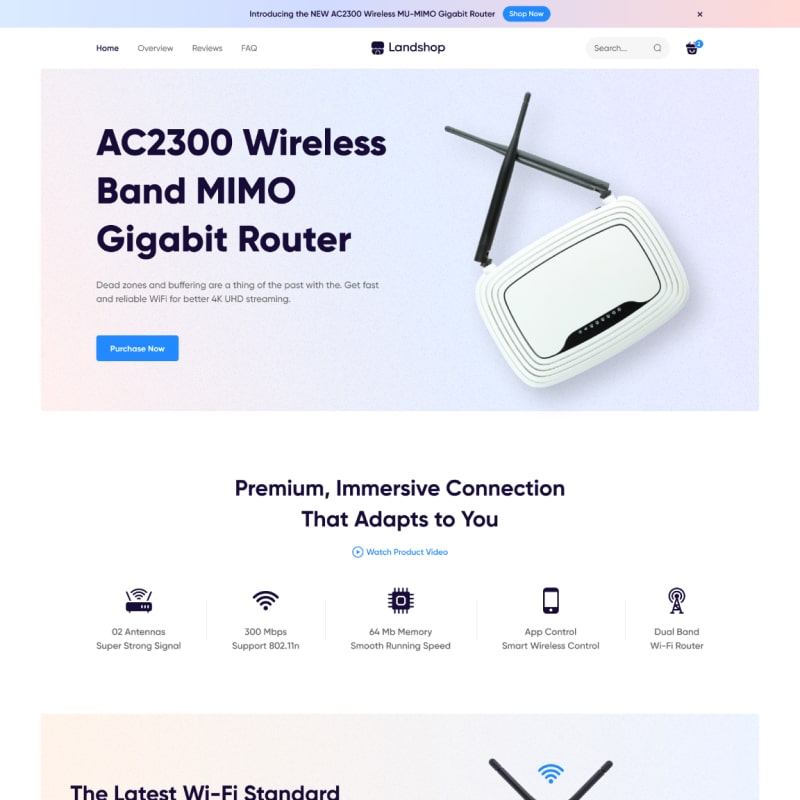 Introducing the NEW AC2300 Wireless MU-MIMO Gigabit Router Shop Now
Home Overview Reviews FAQ Landshop Search...
AC2300 Wireless
Band MIMO
Gigabit Router
Dead zones and buffering are a thing of the past with the. Get fast
and reliable WiFi for better 4K UHD streaming.
Purchase Now
Premium, Immersive Connection
That Adapts to You
Watch Product Video
02 Antennas
Super Strong Signal
300 Mbps
Support 802.11n
64 Mb Memory
Smooth Running Speed
App Control
Smart Wireless Control
Dual Band
Wi-Fi Router
The Latest Wi-Fi Standard